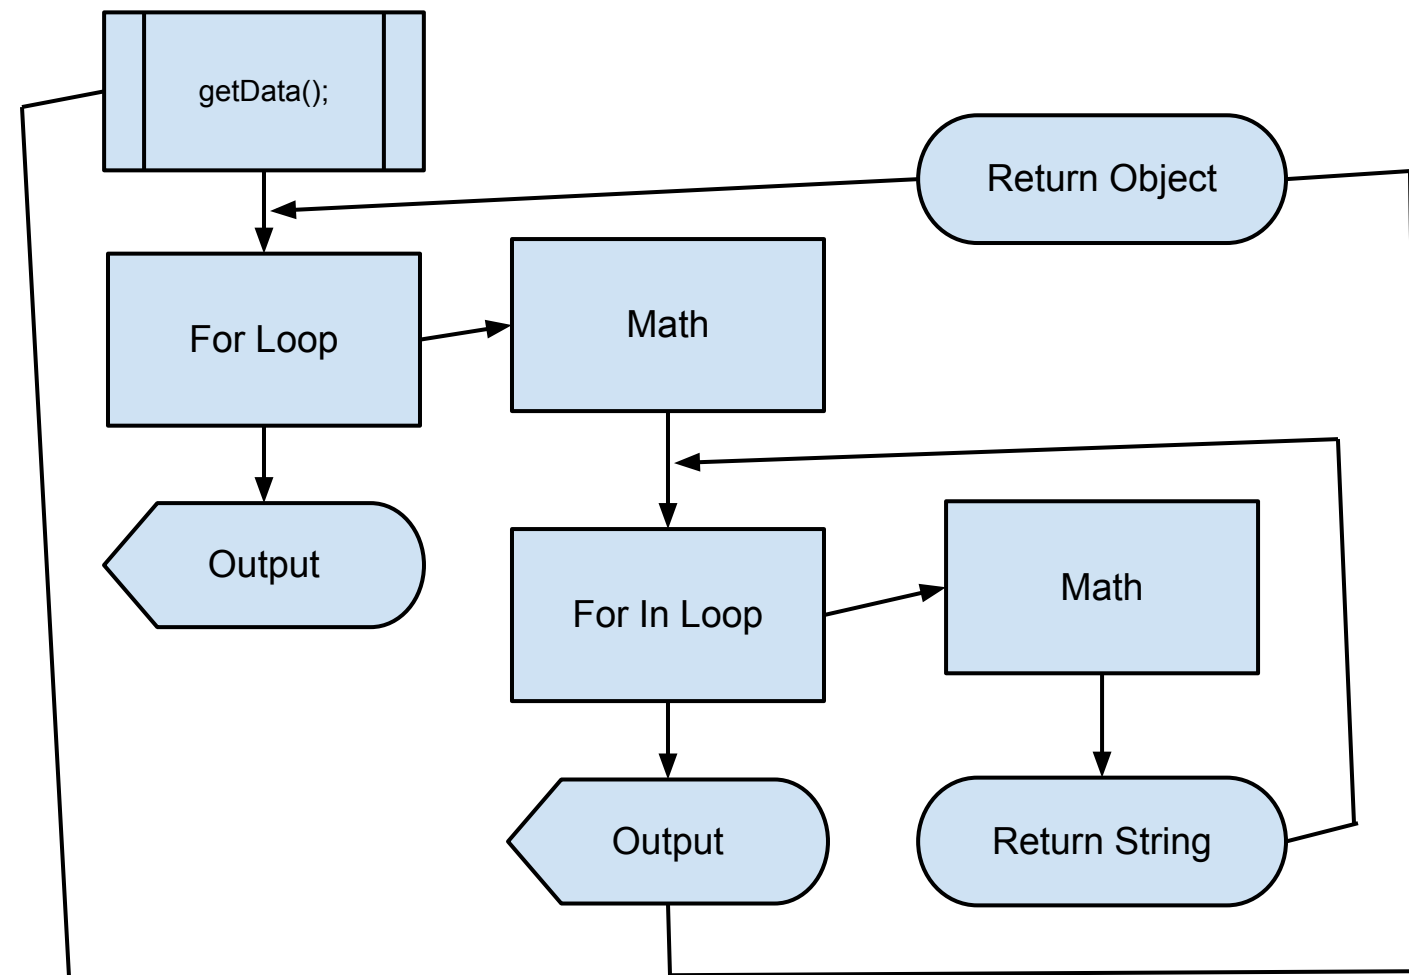 getData();
Return Object
For Loop
Math
Output
For In Loop
Math
Output
Return String